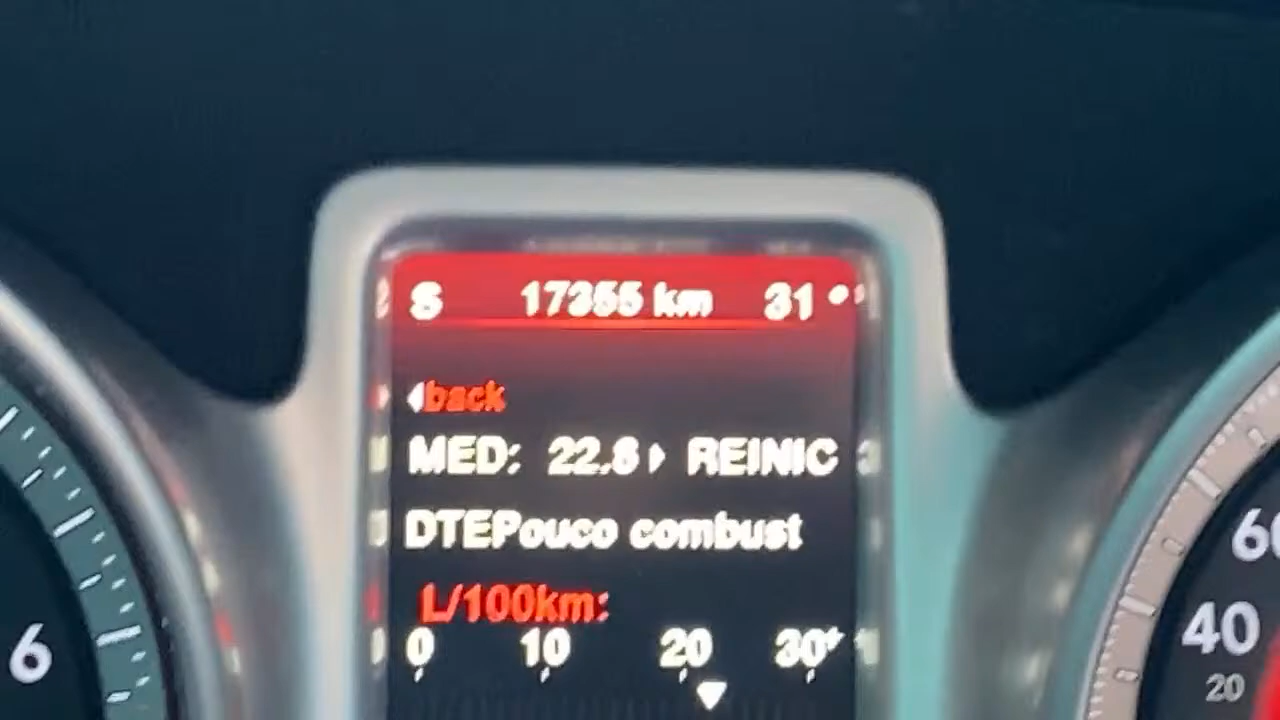 S 17355 km 31 °
back
MED: 22.8 REINIC
DTEPouco combust
L/100km:
0 10 20 30+
6
60
40
20